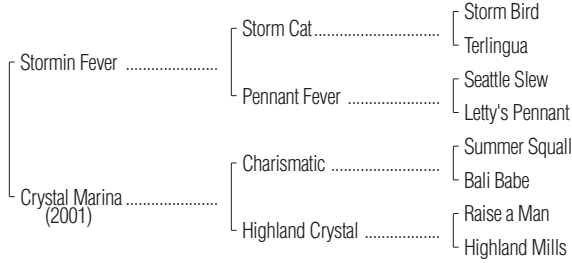 Storm Bird
Storm Cat
Terlingua
Stormin Fever
Seattle Slew
Pennant Fever
Letty's Pennant
Summer Squall
Charismatic
Bali Babe
Crystal Marina
(2001)
Raise a Man
Highland Crystal
Highland Mills